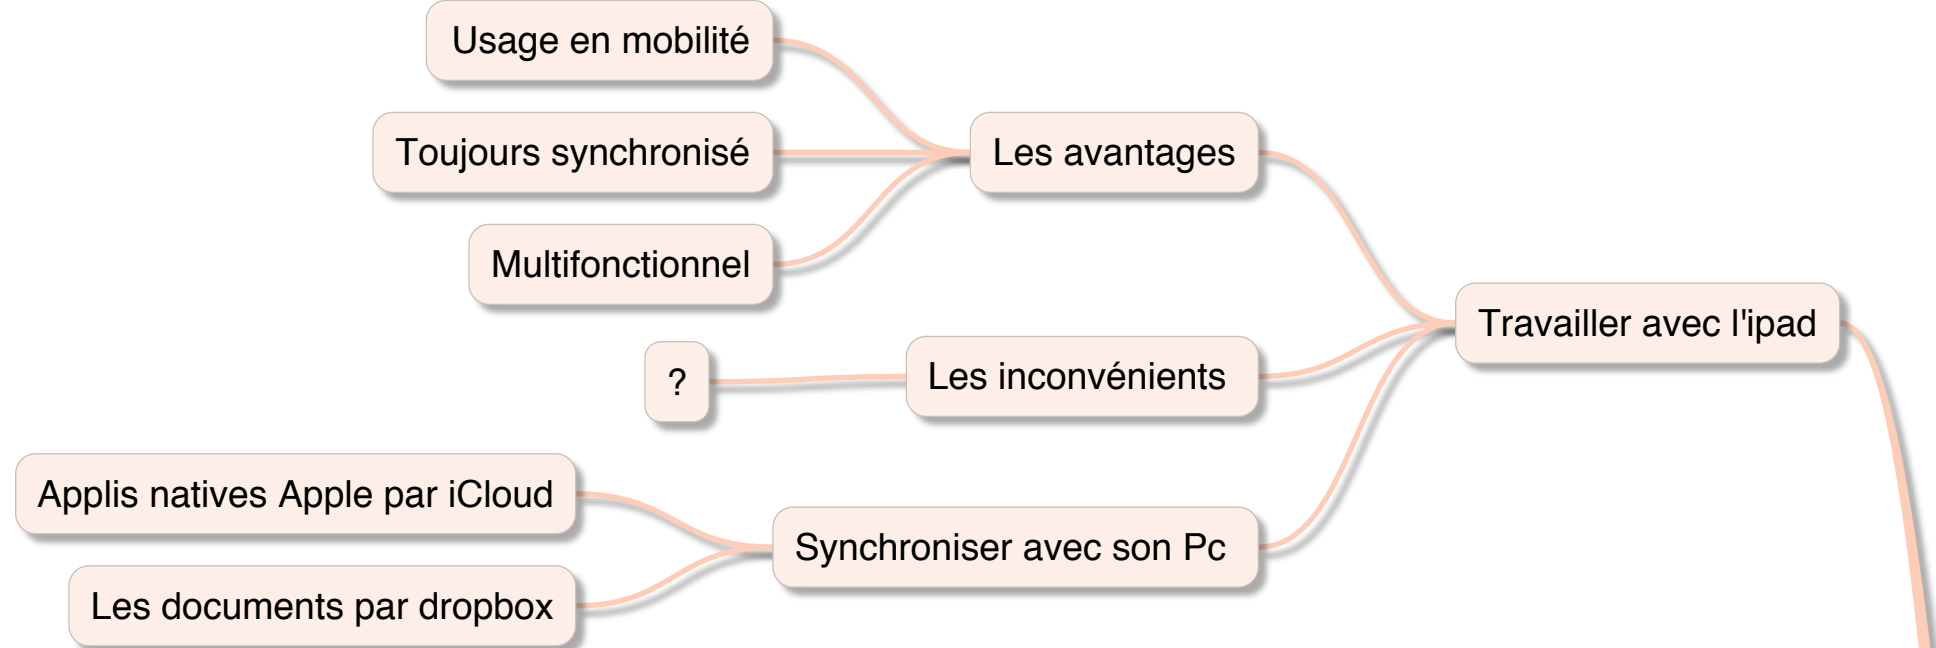 Usage en mobilité
Toujours synchronisé
Les avantages
Multifonctionnel
Travailler avec l'ipad
?
Les inconvénients
Applis natives Apple par iCloud
Synchroniser avec son Pc
Les documents par dropbox